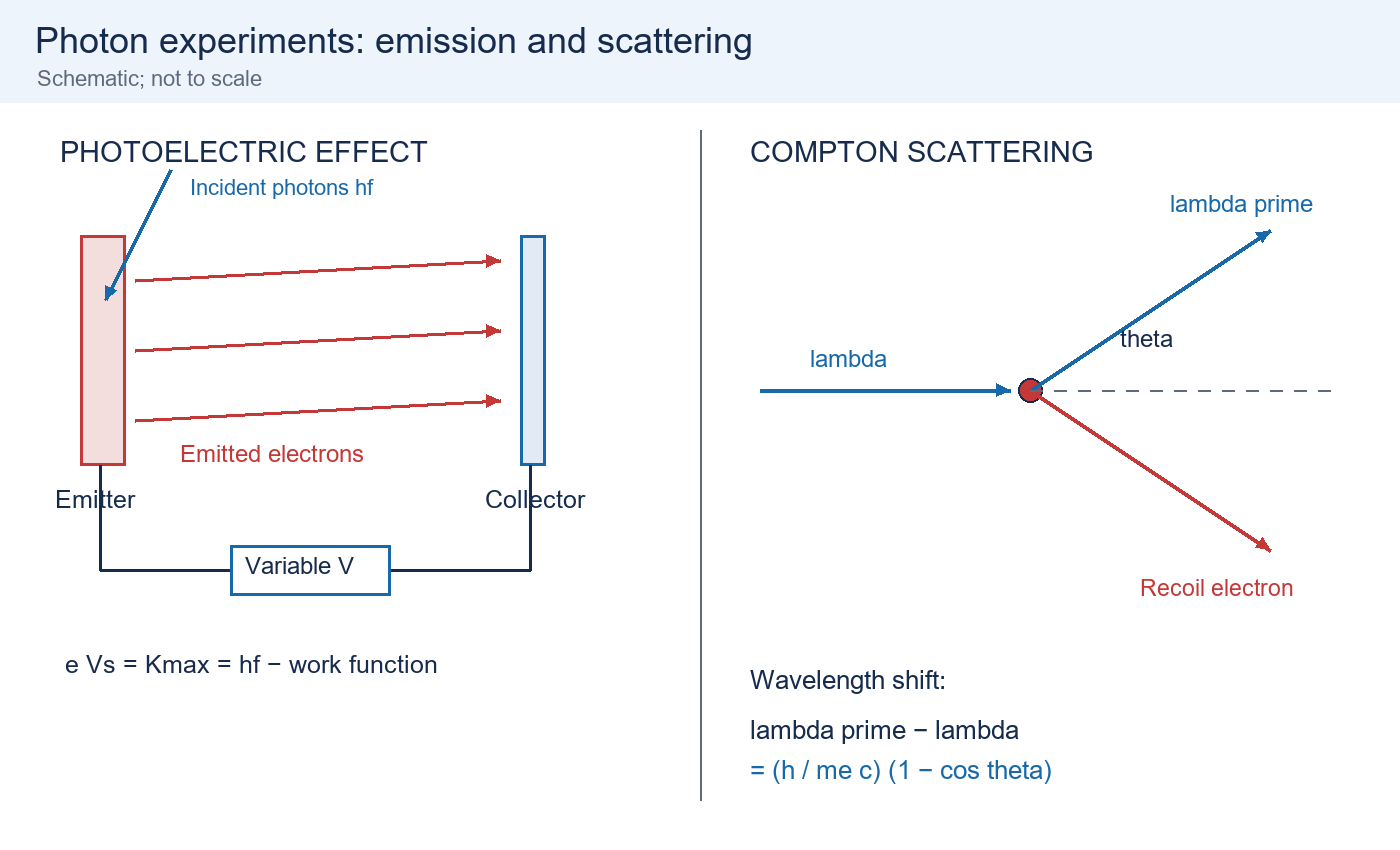 Photon experiments: emission and scattering
Schematic; not to scale
PHOTOELECTRIC EFFECT
Incident photons hf
Emitted electrons
Emitter
Collector
Variable V
e Vs = Kmax = hf − work function
COMPTON SCATTERING
lambda prime
theta
lambda
Recoil electron
Wavelength shift:
lambda prime − lambda
= (h / me c) (1 − cos theta)